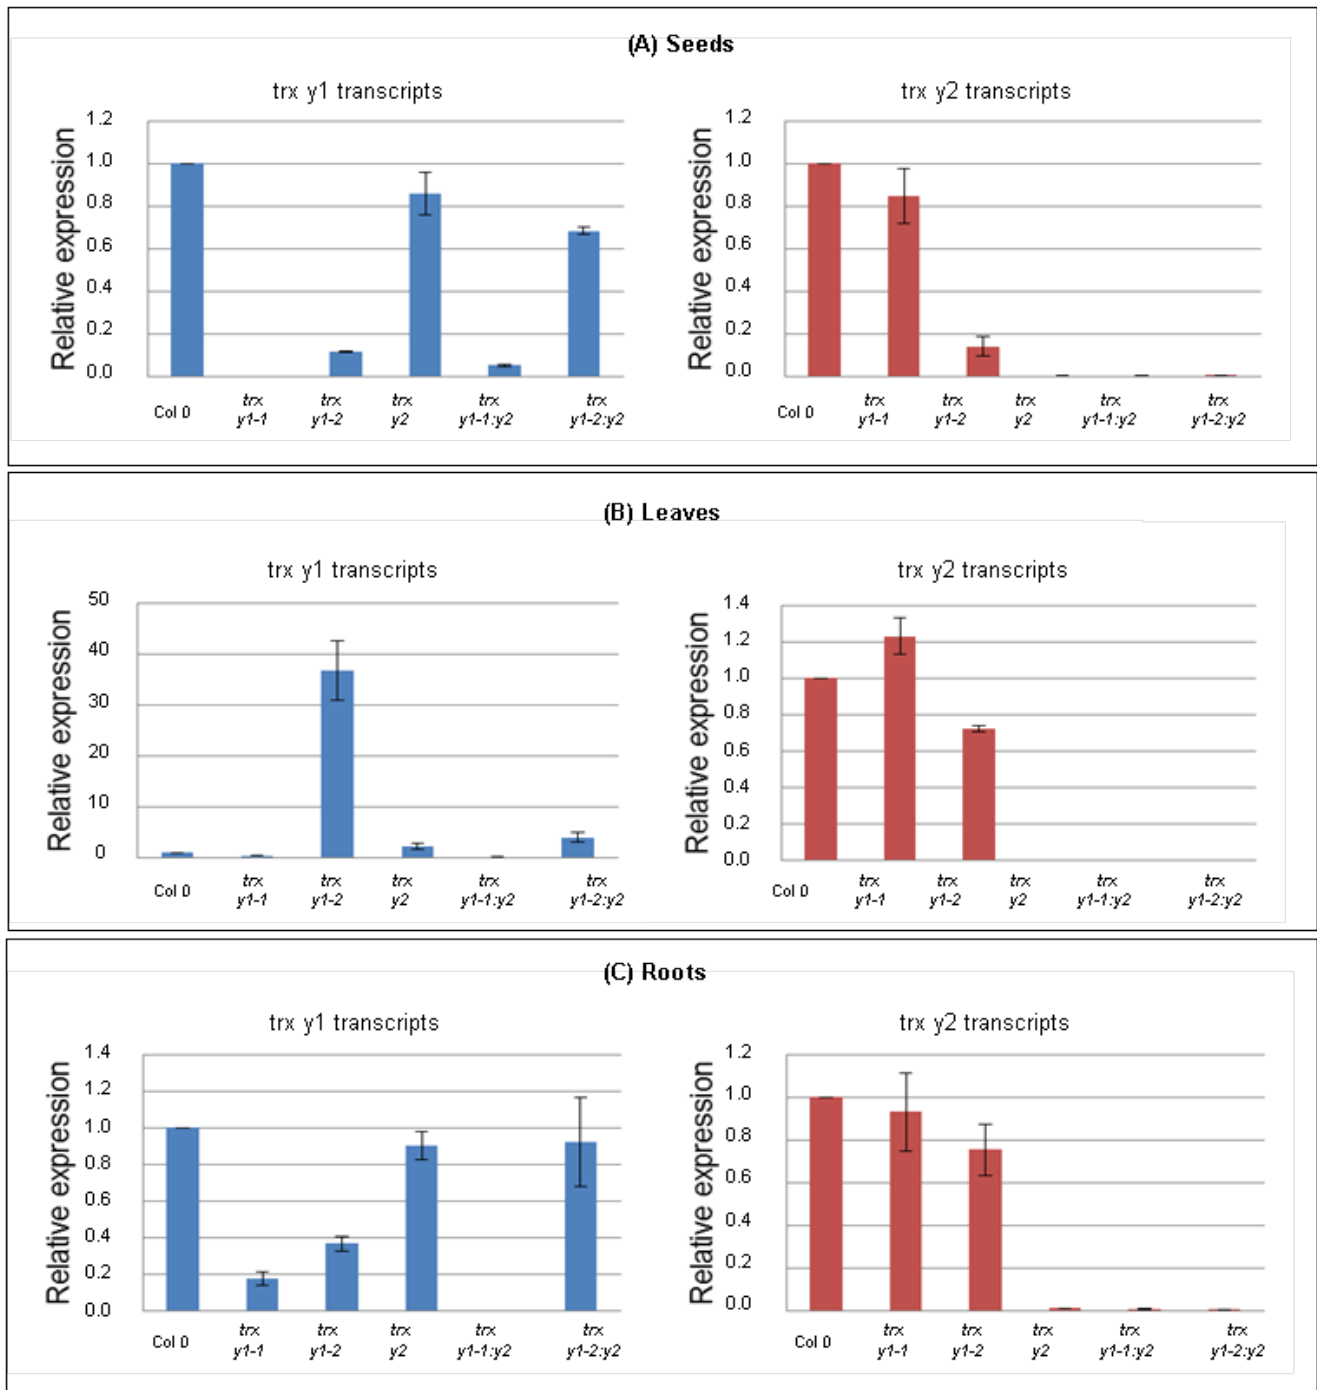 (A) Seeds
trx y1 transcripts
Relative expression
1.2
1.0
0.8
0.6
0.4
0.2
0.0
Col 0
trx
y1-1
trx
y1-2
trx
y2
trx
y1-1:y2
trx
y1-2:y2
trx y2 transcripts
Relative expression
1.2
1.0
0.8
0.6
0.4
0.2
0.0
Col 0
trx
y1-1
trx
y1-2
trx
y2
trx
y1-1:y2
trx
y1-2:y2
(B) Leaves
trx y1 transcripts
Relative expression
50
40
30
20
10
0
Col 0
trx
y1-1
trx
y1-2
trx
y2
trx
y1-1:y2
trx
y1-2:y2
trx y2 transcripts
Relative expression
1.4
1.2
1.0
0.8
0.6
0.4
0.2
0.0
Col 0
trx
y1-1
trx
y1-2
trx
y2
trx
y1-1:y2
trx
y1-2:y2
(C) Roots
trx y1 transcripts
Relative expression
1.4
1.2
1.0
0.8
0.6
0.4
0.2
0.0
Col 0
trx
y1-1
trx
y1-2
trx
y2
trx
y1-1:y2
trx
y1-2:y2
trx y2 transcripts
Relative expression
1.2
1.0
0.8
0.6
0.4
0.2
0.0
Col 0
trx
y1-1
trx
y1-2
trx
y2
trx
y1-1:y2
trx
y1-2:y2